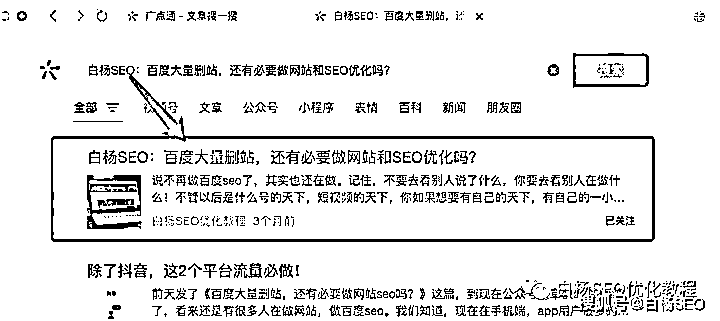 广点通 - 文章搜一搜
白杨SEO：百度大量删站，还
白杨SEO：百度大量删站，还有必要做网站和SEO优化吗？
搜索
全部 视频号 文章 公众号 小程序 表情 百科 新闻 朋友圈
白杨SEO：百度大量删站，还有必要做网站和SEO优化吗？
说不再做百度seo了，其实也还在做。记住，不要去看别人说了什么，你要去看别人在做什
么！不管以后是什么号的天下，短视频的天下，你如果想要有自己的天下，有自己的一小...
白杨SEO优化教程 3个月前
已关注
除了抖音，这2个平台流量必做！
前天发了《百度大量删站，还有必要做网站seo吗？》这篇，到现在公众号
了，看来还是有很多人在做网站，做百度seo。我们知道，现在在手机端，app用户
白杨SEO优化教程
搜狐号@白杨SEO